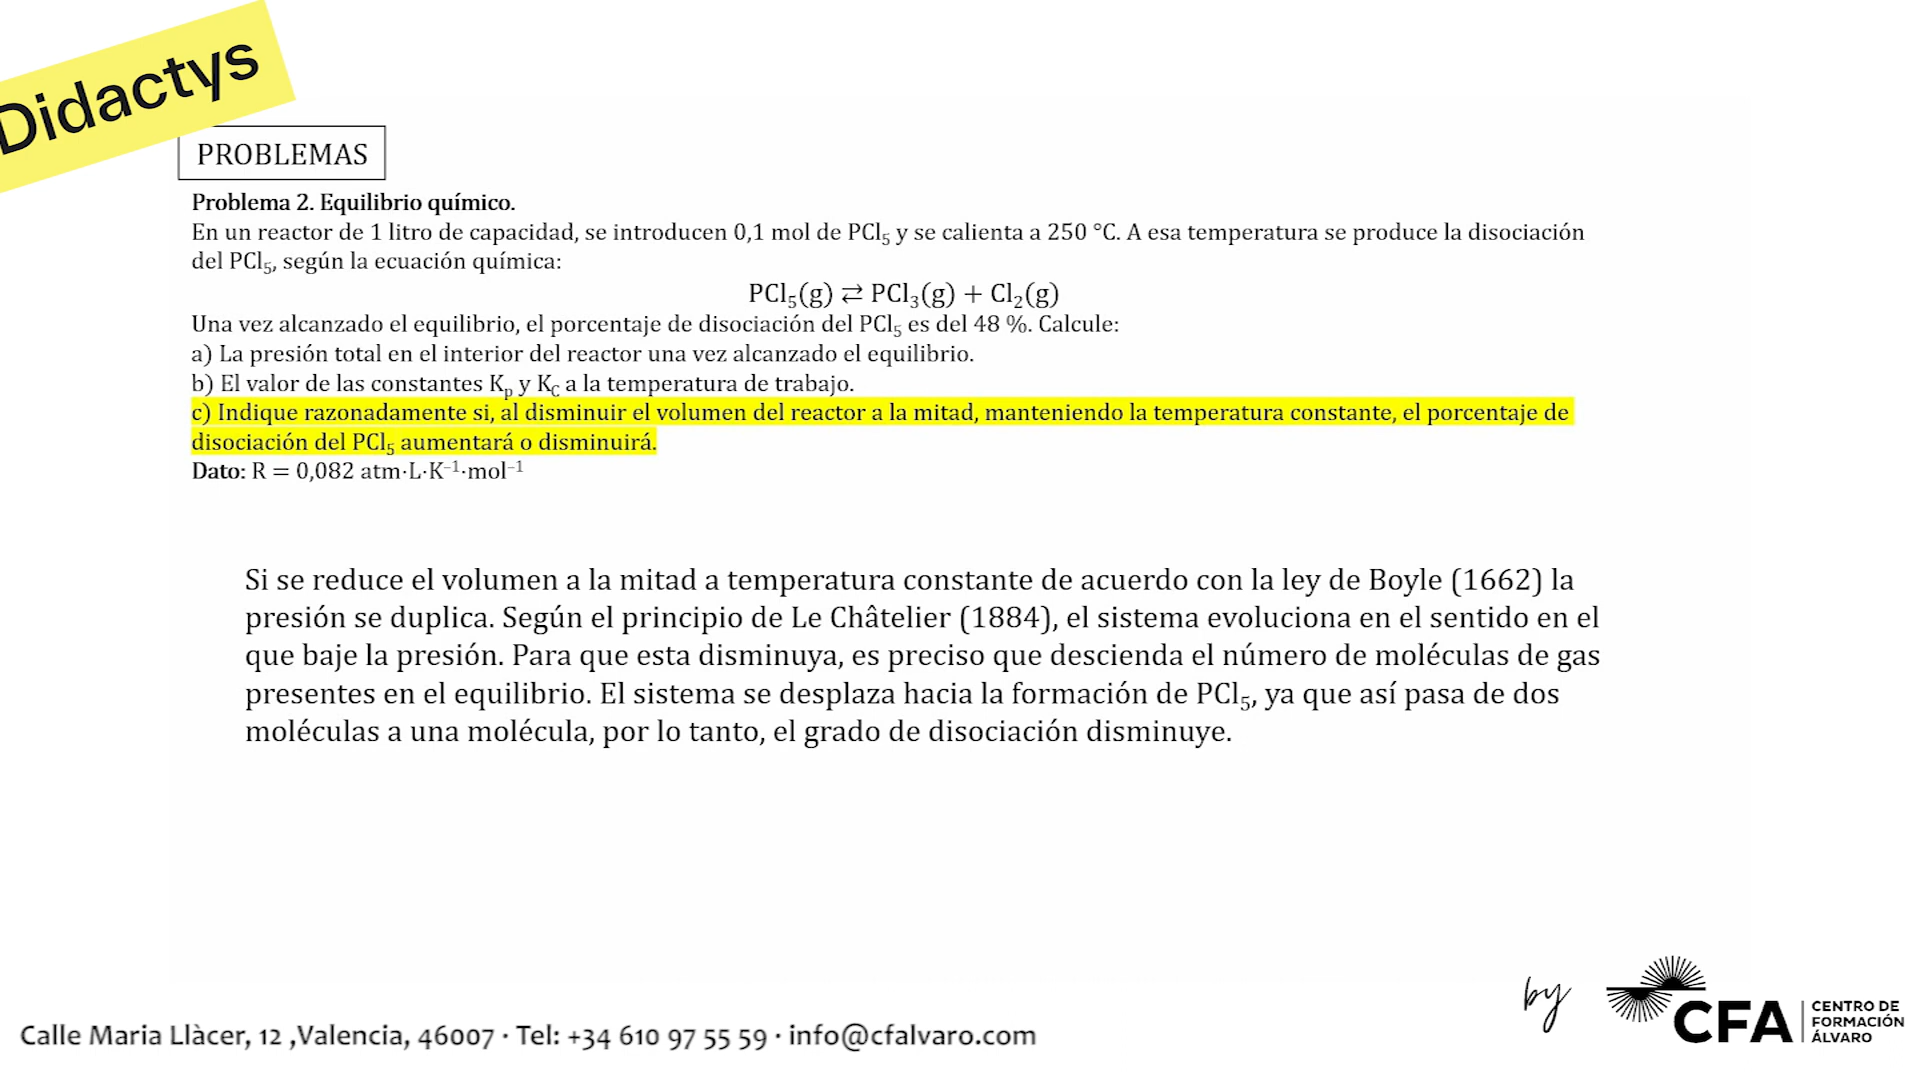 Didactys
PROBLEMAS
Problema 2. Equilibrio químico.
En un reactor de 1 litro de capacidad, se introducen 0,1 mol de PCl₅ y se calienta a 250 °C. A esa temperatura se produce la disociación
del PCl₅, según la ecuación química:
PCl₅(g) ⇄ PCl₃(g) + Cl₂(g)
Una vez alcanzado el equilibrio, el porcentaje de disociación del PCl₅ es del 48 %. Calcule:
a) La presión total en el interior del reactor una vez alcanzado el equilibrio.
b) El valor de las constantes Kₚ y K_C a la temperatura de trabajo.
c) Indique razonadamente si, al disminuir el volumen del reactor a la mitad, manteniendo la temperatura constante, el porcentaje de
disociación del PCl₅ aumentará o disminuirá.
Dato: R = 0,082 atm·L·K⁻¹·mol⁻¹
Si se reduce el volumen a la mitad a temperatura constante de acuerdo con la ley de Boyle (1662) la
presión se duplica. Según el principio de Le Châtelier (1884), el sistema evoluciona en el sentido en el
que baje la presión. Para que esta disminuya, es preciso que descienda el número de moléculas de gas
presentes en el equilibrio. El sistema se desplaza hacia la formación de PCl₅, ya que así pasa de dos
moléculas a una molécula, por lo tanto, el grado de disociación disminuye.
by
CFA
CENTRO DE
FORMACIÓN
ÁLVARO
Calle Maria Llàcer, 12 ,Valencia, 46007 · Tel: +34 610 97 55 59 · info@cfalvaro.com